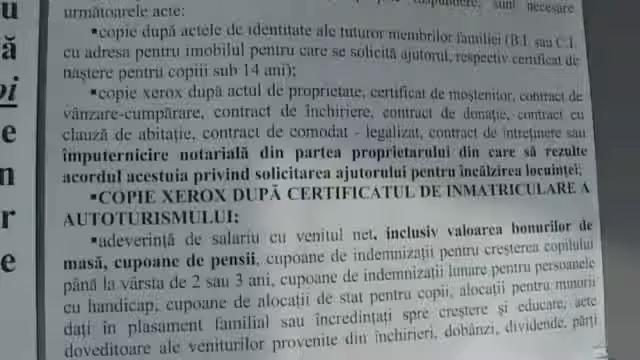 u
ă
oi
e
n
r
e
următoarele acte:
sunt necesare
▪copie după actele de identitate ale tuturor membrilor familiei (B.I. sau C.I.
cu adresa pentru imobilul pentru care se solicită ajutorul, respectiv certificat de
naștere pentru copiii sub 14 ani);
▪copie xerox după actul de proprietate, certificat de moștenitor, contract de
vânzare-cumpărare, contract de închiriere, contract de donație, contract cu
clauză de abitație, contract de comodat - legalizat, contract de întreținere sau
împuternicire notarială din partea proprietarului din care să rezulte
acordul acestuia privind solicitarea ajutorului pentru încălzirea locuinței;
▪COPIE XEROX DUPĂ CERTIFICATUL DE INMATRICULARE A
AUTOTURISMULUI:
▪adeverință de salariu cu venitul net, inclusiv valoarea bonurilor de
masă, cupoane de pensii, cupoane de indemnizații pentru creșterea copilului
până la vârsta de 2 sau 3 ani, cupoane de indemnizații lunare pentru persoanele
cu handicap, cupoane de alocații de stat pentru copii, alocații pentru minorii
dați în plasament familial sau încredințați spre creștere și educare, acte
doveditoare ale veniturilor provenite din închirieri, dobânzi, dividende, părți